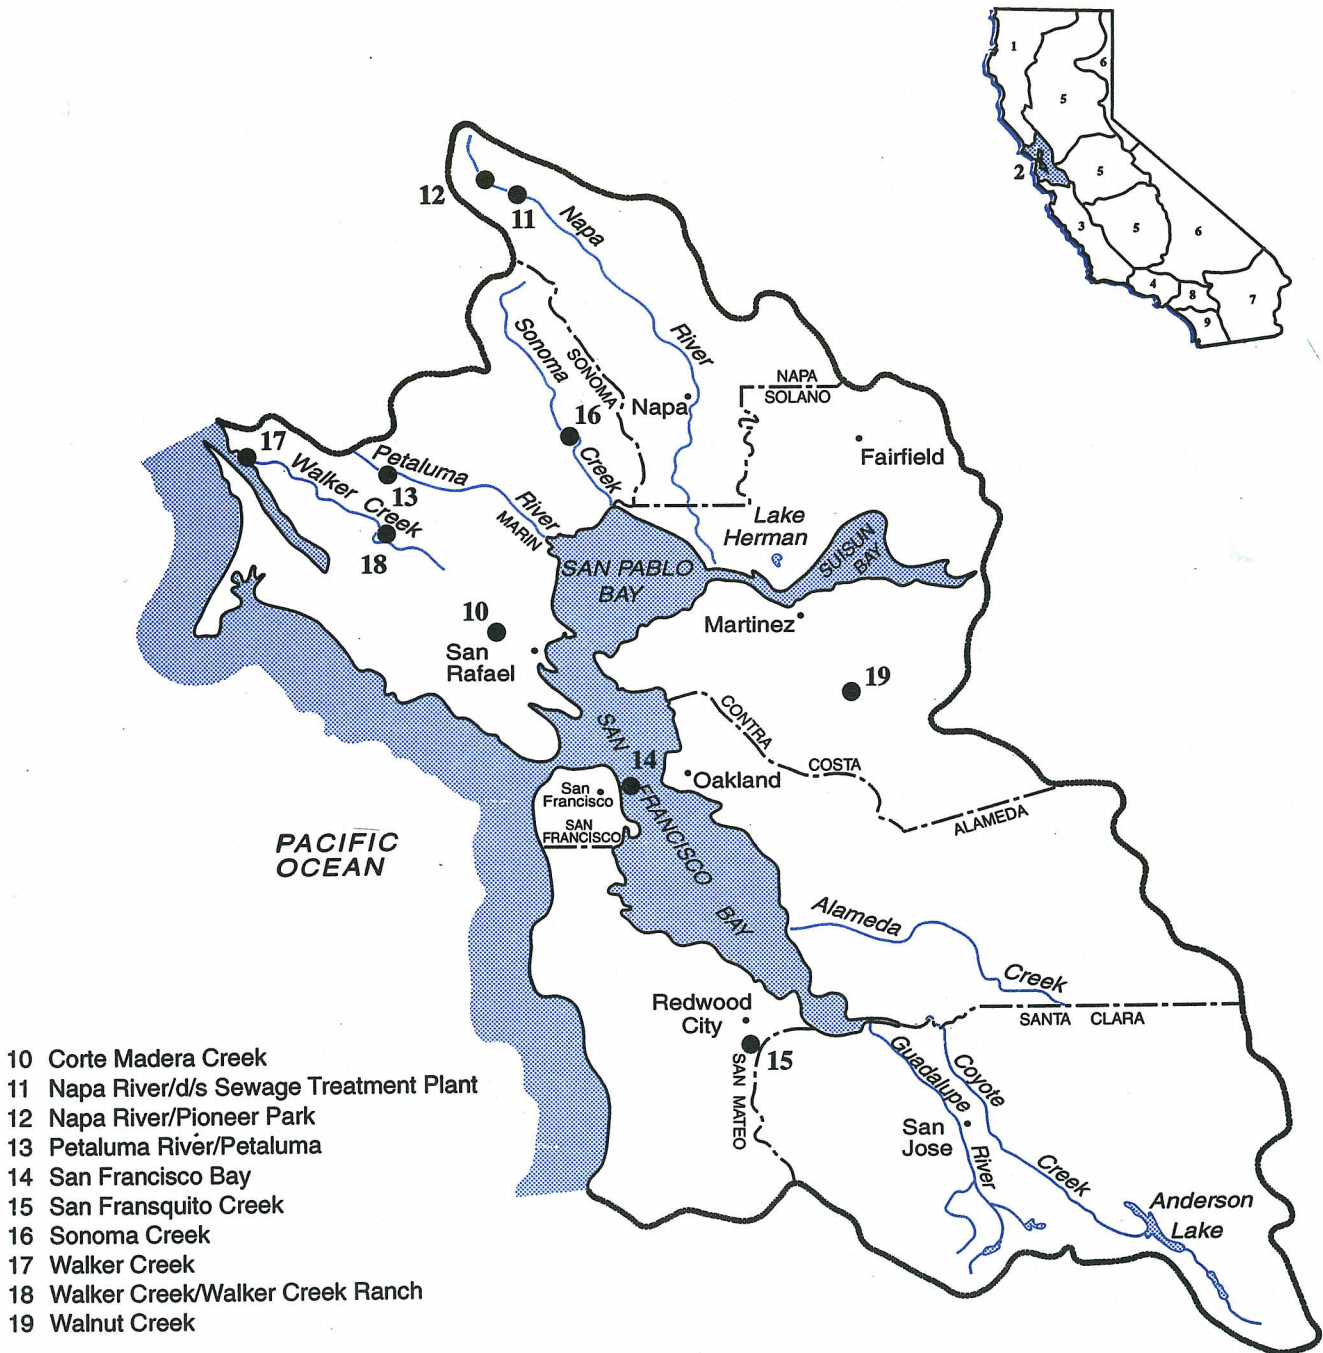 1
6
5
2
5
3
5
6
4
8
7
9
12
11
Napa
River
Sonoma
Creek
SONOMA
NAPA
SOLANO
Napa
16
Fairfield
17
Walker
Creek
Petaluma
River
13
MARIN
18
Lake
Herman
SUISUN
BAY
SAN PABLO
BAY
10
San
Rafael
Martinez
19
CONTRA
COSTA
ALAMEDA
SAN
FRANCISCO
BAY
14
Oakland
San
Francisco
SAN
FRANCISCO
PACIFIC
OCEAN
Alameda
Creek
Redwood
City
15
SAN MATEO
SANTA CLARA
Guadalupe
River
Coyote
Creek
San
Jose
Anderson
Lake
10 Corte Madera Creek
11 Napa River/d/s Sewage Treatment Plant
12 Napa River/Pioneer Park
13 Petaluma River/Petaluma
14 San Francisco Bay
15 San Fransquito Creek
16 Sonoma Creek
17 Walker Creek
18 Walker Creek/Walker Creek Ranch
19 Walnut Creek